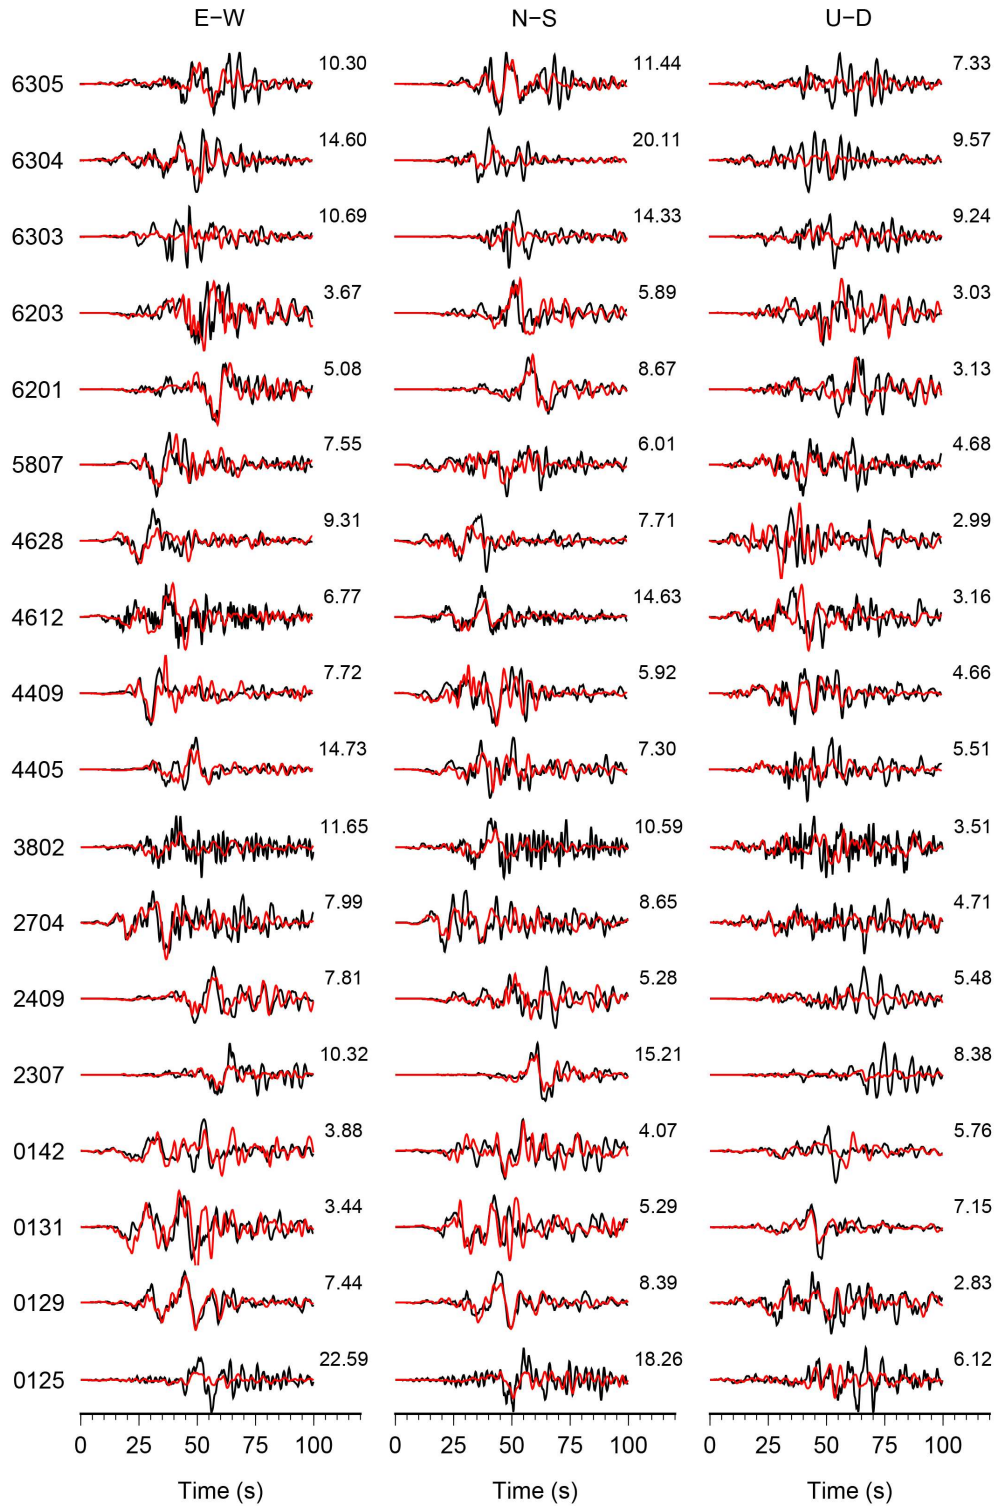 E−W N−S U−D
6305 10.30 11.44 7.33
6304 14.60 20.11 9.57
6303 10.69 14.33 9.24
6203 3.67 5.89 3.03
6201 5.08 8.67 3.13
5807 7.55 6.01 4.68
4628 9.31 7.71 2.99
4612 6.77 14.63 3.16
4409 7.72 5.92 4.66
4405 14.73 7.30 5.51
3802 11.65 10.59 3.51
2704 7.99 8.65 4.71
2409 7.81 5.28 5.48
2307 10.32 15.21 8.38
0142 3.88 4.07 5.76
0131 3.44 5.29 7.15
0129 7.44 8.39 2.83
0125 22.59 18.26 6.12
0 25 50 75 100 0 25 50 75 100 0 25 50 75 100
Time (s) Time (s) Time (s)